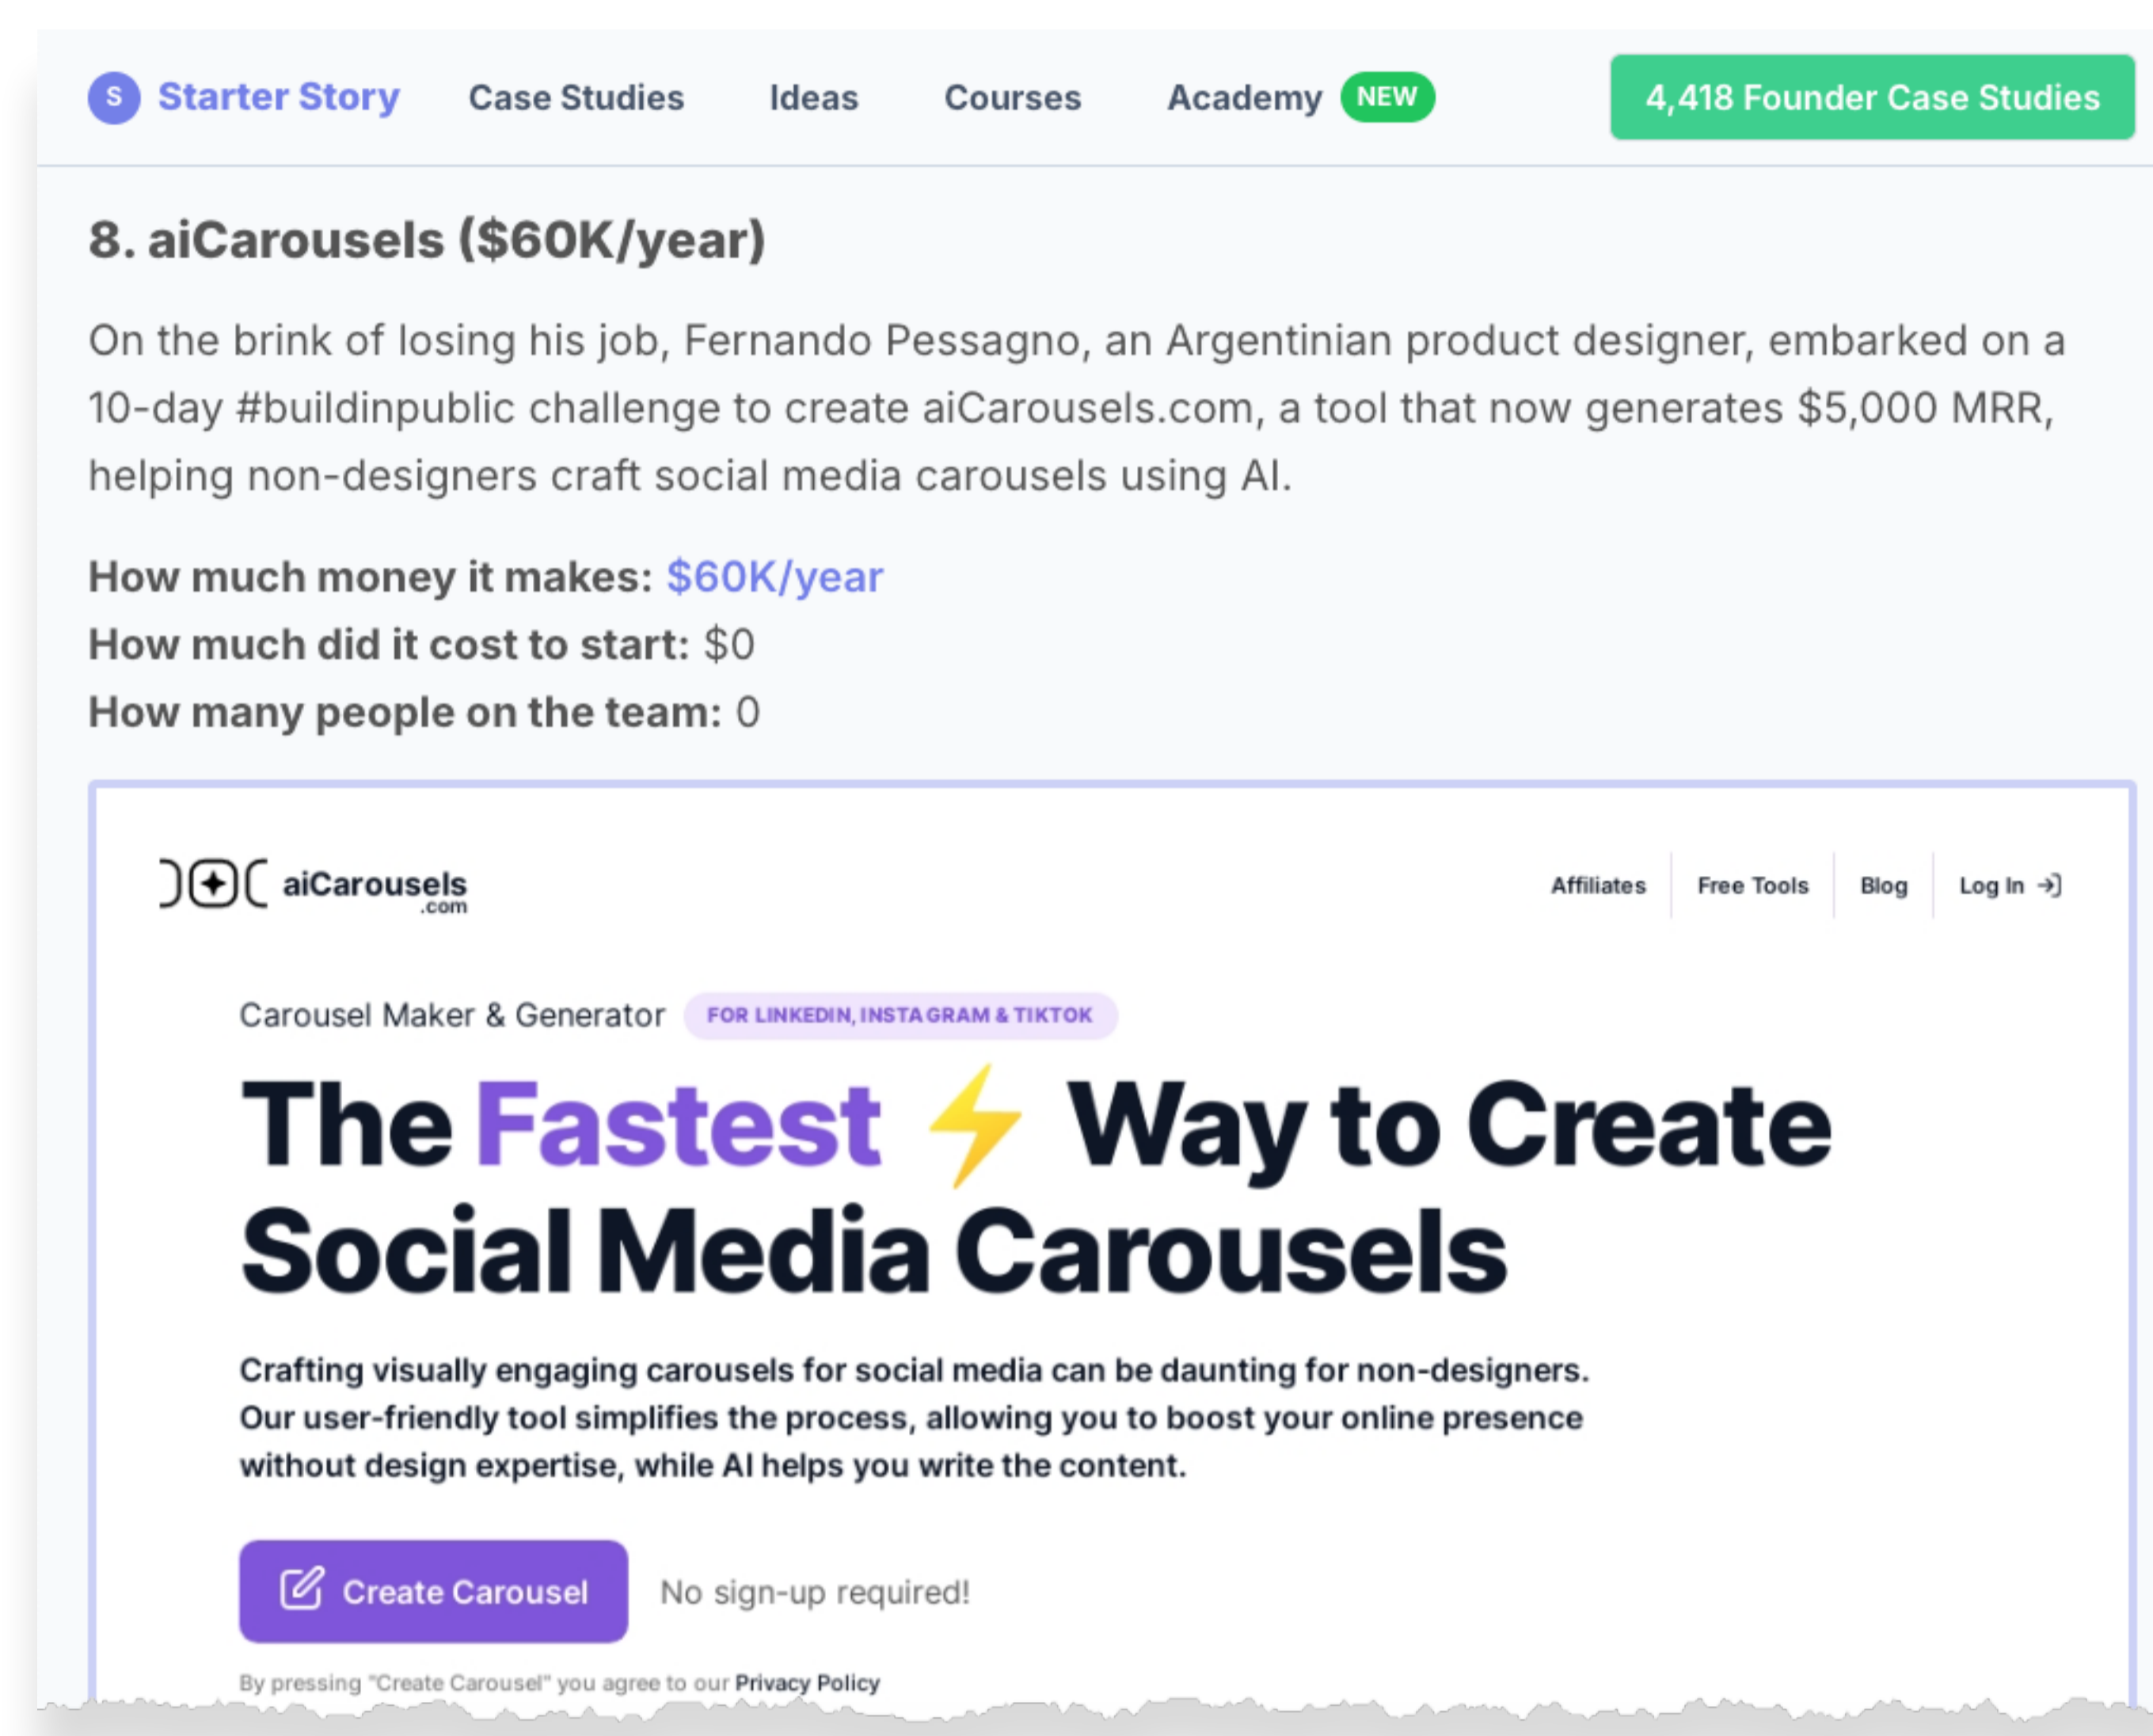 S Starter Story Case Studies Ideas Courses Academy NEW 4,418 Founder Case Studies
8. aiCarousels ($60K/year)
On the brink of losing his job, Fernando Pessagno, an Argentinian product designer, embarked on a
10-day #buildinpublic challenge to create aiCarousels.com, a tool that now generates $5,000 MRR,
helping non-designers craft social media carousels using AI.
How much money it makes: $60K/year
How much did it cost to start: $0
How many people on the team: 0
aiCarousels
.com
Affiliates Free Tools Blog Log In
Carousel Maker & Generator FOR LINKEDIN, INSTAGRAM & TIKTOK
The Fastest ⚡ Way to Create
Social Media Carousels
Crafting visually engaging carousels for social media can be daunting for non-designers.
Our user-friendly tool simplifies the process, allowing you to boost your online presence
without design expertise, while AI helps you write the content.
Create Carousel No sign-up required!
By pressing "Create Carousel" you agree to our Privacy Policy